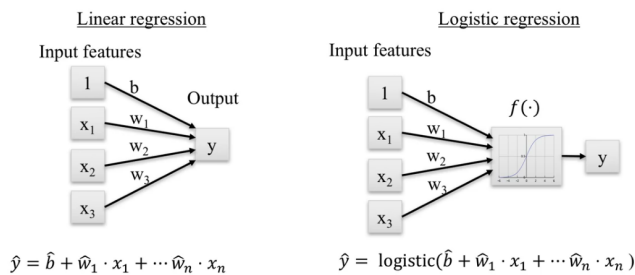 Linear regression
Input features
1
b
Output
x₁
w₁
y
w₂
x₂
w₃
x₃
ŷ = b̂ + ŵ₁ · x₁ + ⋯ ŵₙ · xₙ
Logistic regression
Input features
1
b
f(·)
x₁
w₁
w₂
y
x₂
w₃
x₃
ŷ = logistic(b̂ + ŵ₁ · x₁ + ⋯ ŵₙ · xₙ )